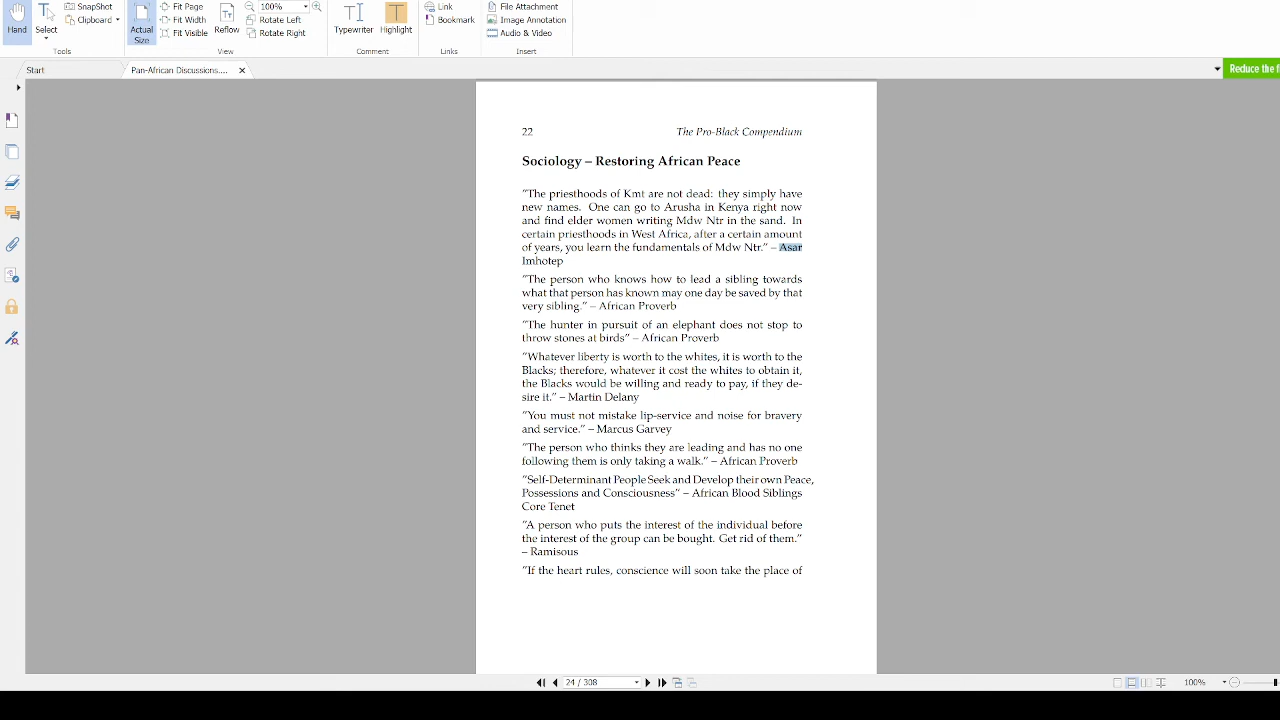 SnapShot
Clipboard
Hand
Select
Tools
Actual
Size
Fit Page
Fit Width
Fit Visible
Reflow
100%
Rotate Left
Rotate Right
View
Typewriter
Highlight
Comment
Link
Bookmark
Links
File Attachment
Image Annotation
Audio & Video
Insert
Start
Pan-African Discussions....
Reduce the f
22
The Pro-Black Compendium
Sociology – Restoring African Peace
“The priesthoods of Kmt are not dead: they simply have
new names. One can go to Arusha in Kenya right now
and find elder women writing Mdw Ntr in the sand. In
certain priesthoods in West Africa, after a certain amount
of years, you learn the fundamentals of Mdw Ntr.” – Asar
Imhotep
“The person who knows how to lead a sibling towards
what that person has known may one day be saved by that
very sibling.” – African Proverb
“The hunter in pursuit of an elephant does not stop to
throw stones at birds” – African Proverb
“Whatever liberty is worth to the whites, it is worth to the
Blacks; therefore, whatever it cost the whites to obtain it,
the Blacks would be willing and ready to pay, if they de-
sire it.” – Martin Delany
“You must not mistake lip-service and noise for bravery
and service.” – Marcus Garvey
“The person who thinks they are leading and has no one
following them is only taking a walk.” – African Proverb
“Self-Determinant People Seek and Develop their own Peace,
Possessions and Consciousness” – African Blood Siblings
Core Tenet
“A person who puts the interest of the individual before
the interest of the group can be bought. Get rid of them.”
– Ramisous
“If the heart rules, conscience will soon take the place of
24 / 308
100%